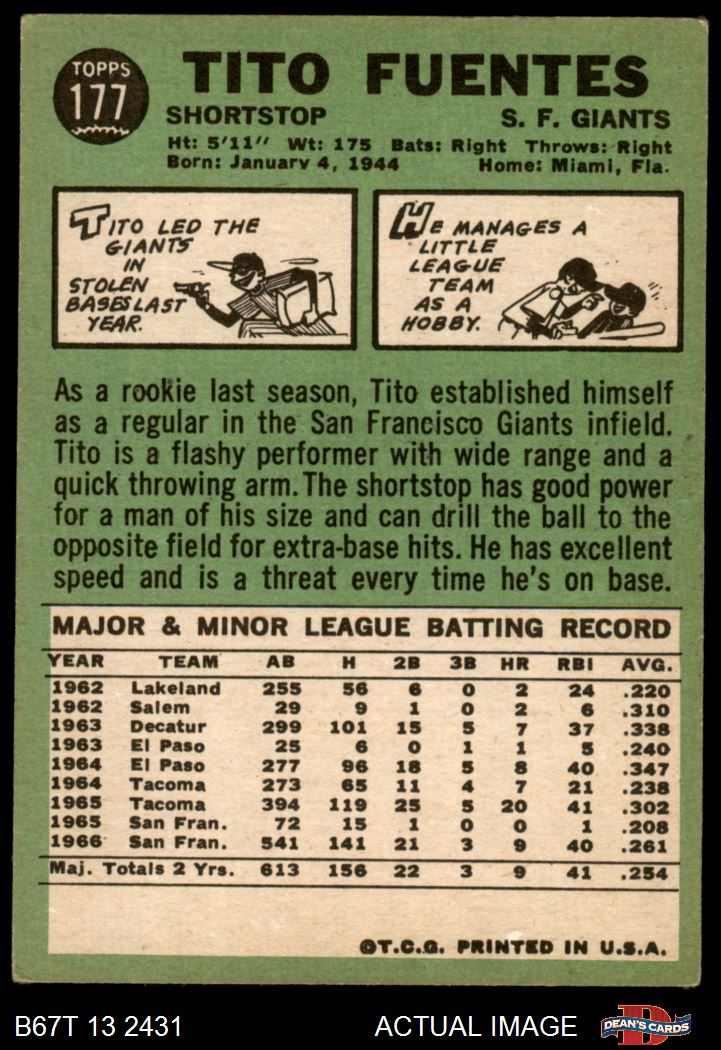 TOPPS
177
TITO FUENTES
SHORTSTOP S. F. GIANTS
Ht: 5'11" Wt: 175 Bats: Right Throws: Right
Born: January 4, 1944 Home: Miami, Fla.
TITO LED THE
GIANTS
IN
STOLEN
BASES LAST
YEAR.
HE MANAGES A
LITTLE
LEAGUE
TEAM
AS A
HOBBY.
As a rookie last season, Tito established himself
as a regular in the San Francisco Giants infield.
Tito is a flashy performer with wide range and a
quick throwing arm. The shortstop has good power
for a man of his size and can drill the ball to the
opposite field for extra-base hits. He has excellent
speed and is a threat every time he's on base.
MAJOR & MINOR LEAGUE BATTING RECORD
YEAR TEAM AB H 2B 3B HR RBI AVG.
1962 Lakeland 255 56 6 0 2 24 .220
1962 Salem 29 9 1 0 2 6 .310
1963 Decatur 299 101 15 5 7 37 .338
1963 El Paso 25 6 0 1 1 5 .240
1964 El Paso 277 96 18 5 8 40 .347
1964 Tacoma 273 65 11 4 7 21 .238
1965 Tacoma 394 119 25 5 20 41 .302
1965 San Fran. 72 15 1 0 0 1 .208
1966 San Fran. 541 141 21 3 9 40 .261
Maj. Totals 2 Yrs. 613 156 22 3 9 41 .254
©T.C.G. PRINTED IN U.S.A.
B67T 13 2431 ACTUAL IMAGE DEAN'S CARDS